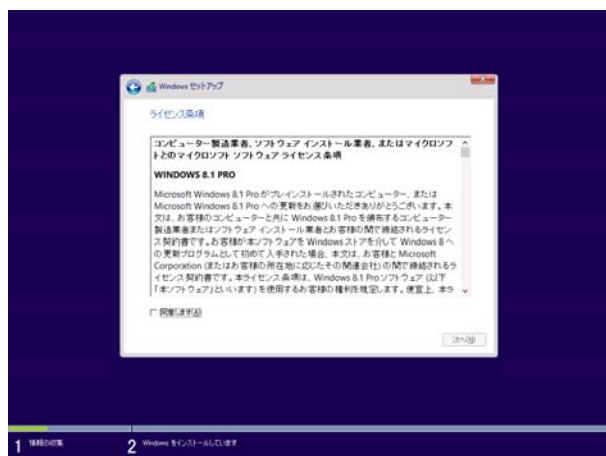 Windows セットアップ
ライセンス条項
コンピューター製造業者、ソフトウェア インストール業者、またはマイクロソフ
トとのマイクロソフト ソフトウェア ライセンス条項
WINDOWS 8.1 PRO
Microsoft Windows 8.1 Pro がプレインストールされたコンピューター、または
Microsoft Windows 8.1 Pro への更新をお選びいただきありがとうございます。本
文は、お客様のコンピューターと共に Windows 8.1 Pro を頒布するコンピューター
製造業者またはソフトウェア インストール業者とお客様の間で締結されるライセン
ス契約書です。お客様が本ソフトウェアを Windows ストアを介して Windows 8 へ
の更新プログラムとして初めて入手された場合、本文は、お客様と Microsoft
Corporation (またはお客様の所在地に応じたその関連会社) の間で締結されるラ
イセンス契約書です。本ライセンス条項は、Windows 8.1 Pro ソフトウェア (以下
「本ソフトウェア」といいます) を使用するお客様の権利を規定します。便宜上、本ラ
同意します(A)
次へ(N)
1 情報の収集
2 Windows をインストールしています